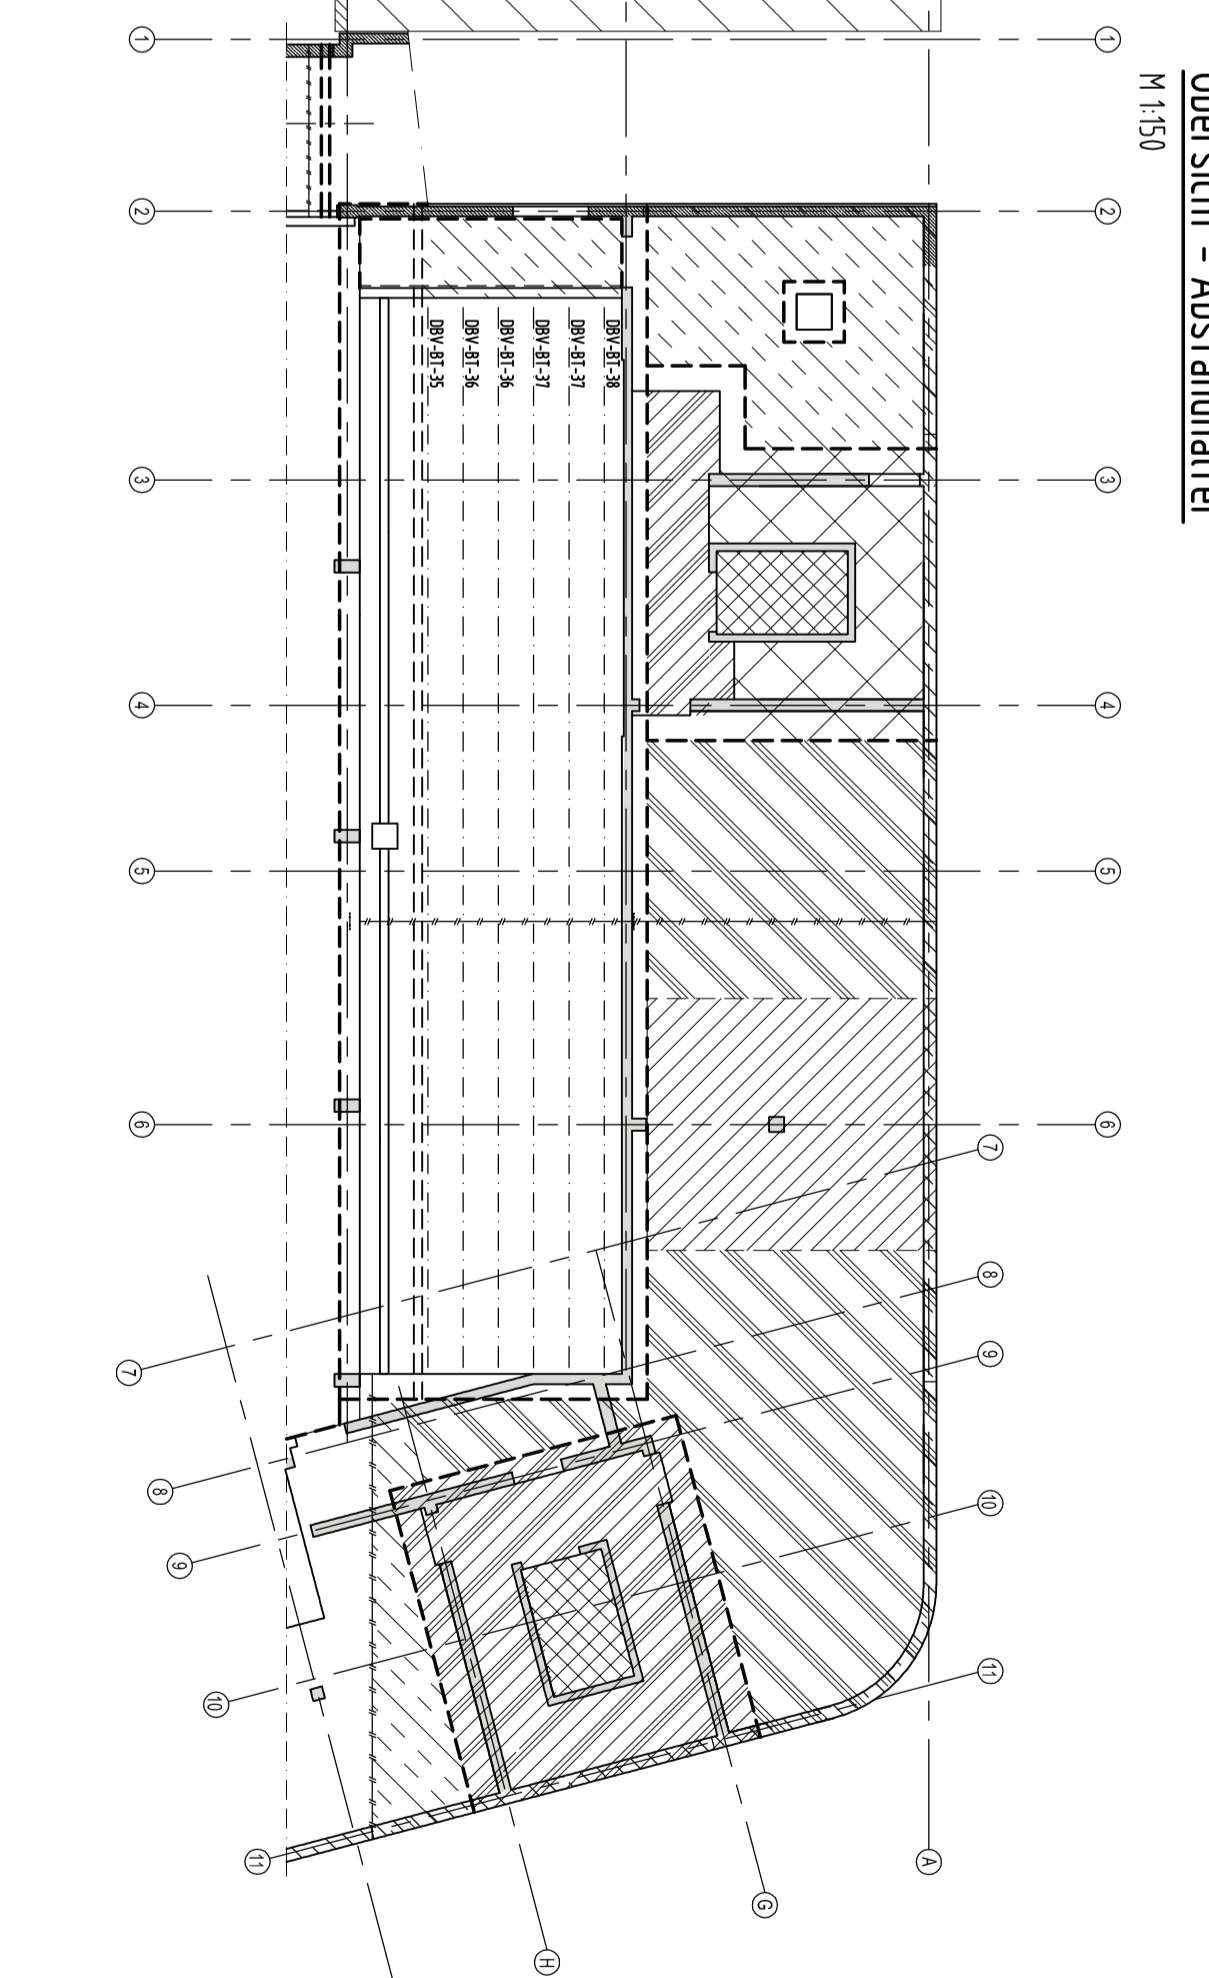 Übersicht - Abstandhalter
M 1:150
A
G
H
1
2
3
4
5
6
7
8
9
10
11
1
2
3
4
5
6
7
8
9
10
11
DBV-BT-38
DBV-BT-37
DBV-BT-37
DBV-BT-36
DBV-BT-36
DBV-BT-35